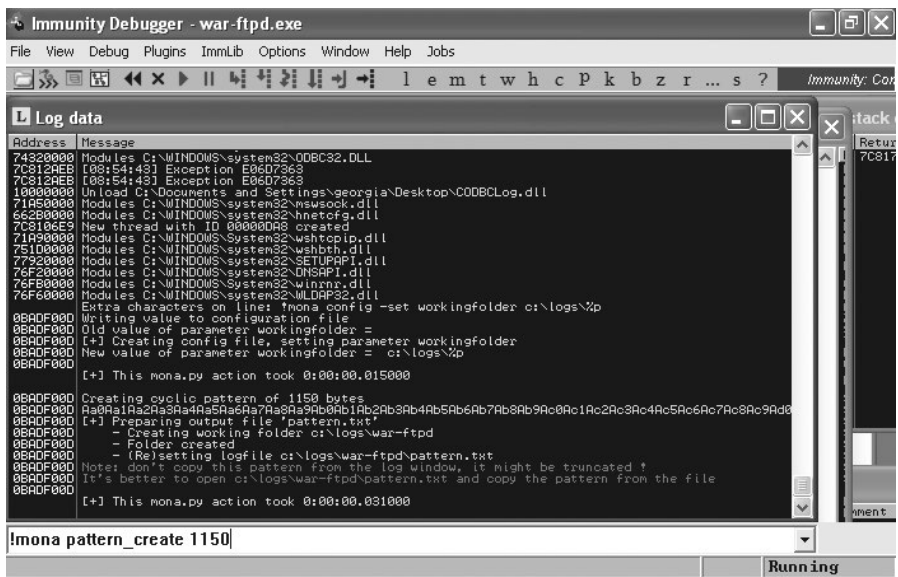 Immunity Debugger - war-ftpd.exe
File View Debug Plugins ImmLib Options Window Help Jobs
l e m t w h c P k b z r ... s ? Immunity: Con
L Log data
stack
Address Message
Retur
74320000 Modules C:\WINDOWS\system32\ODBC32.DLL
7C817
7C812AEB [08:54:43] Exception E06D7363
7C812AEB [08:54:43] Exception E06D7363
10000000 Unload C:\Documents and Settings\georgia\Desktop\CODBCLog.dll
71A50000 Modules C:\WINDOWS\system32\mswsock.dll
662B0000 Modules C:\WINDOWS\system32\hnetcfg.dll
7C8106E9 New thread with ID 00000DA8 created
71A90000 Modules C:\WINDOWS\System32\wshtcpip.dll
751D0000 Modules C:\WINDOWS\system32\wshbth.dll
77920000 Modules C:\WINDOWS\system32\SETUPAPI.dll
76F20000 Modules C:\WINDOWS\system32\DNSAPI.dll
76FB0000 Modules C:\WINDOWS\System32\winrnr.dll
76F60000 Modules C:\WINDOWS\system32\WLDAP32.dll
Extra characters on line: !mona config -set workingfolder c:\logs\%p
0BADF00D Writing value to configuration file
0BADF00D Old value of parameter workingfolder =
0BADF00D [+] Creating config file, setting parameter workingfolder
0BADF00D New value of parameter workingfolder = c:\logs\%p
0BADF00D
[+] This mona.py action took 0:00:00.015000
0BADF00D Creating cyclic pattern of 1150 bytes
0BADF00D Aa0Aa1Aa2Aa3Aa4Aa5Aa6Aa7Aa8Aa9Ab0Ab1Ab2Ab3Ab4Ab5Ab6Ab7Ab8Ab9Ac0Ac1Ac2Ac3Ac4Ac5Ac6Ac7Ac8Ac9Ad0
0BADF00D [+] Preparing output file 'pattern.txt'
0BADF00D - Creating working folder c:\logs\war-ftpd
0BADF00D - Folder created
0BADF00D - (Re)setting logfile c:\logs\war-ftpd\pattern.txt
0BADF00D Note: don't copy this pattern from the log window, it might be truncated !
0BADF00D It's better to open c:\logs\war-ftpd\pattern.txt and copy the pattern from the file
0BADF00D
[+] This mona.py action took 0:00:00.031000
mment
!mona pattern_create 1150
Running